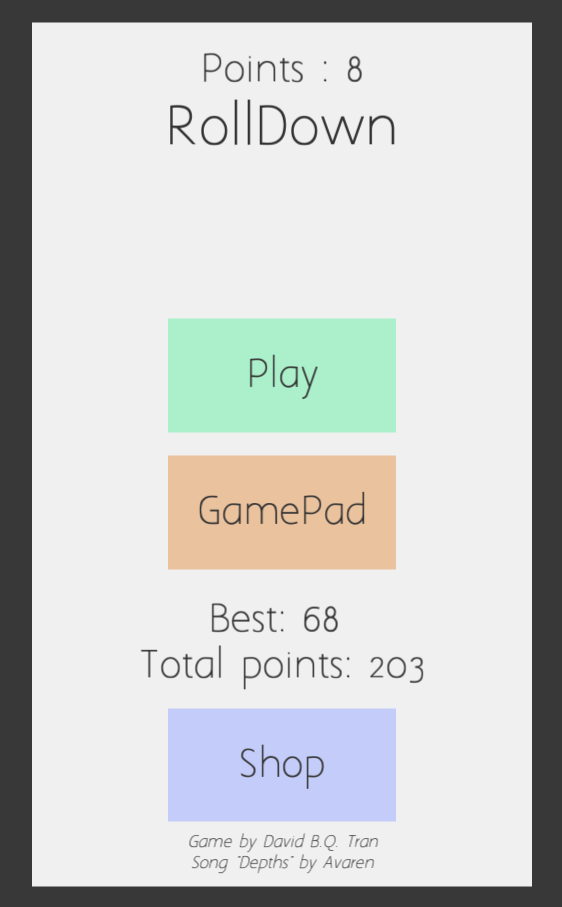 Points : 8
RollDown
Play
GamePad
Best: 68
Total points: 203
Shop
Game by David B.Q. Tran
Song "Depths" by Avaren